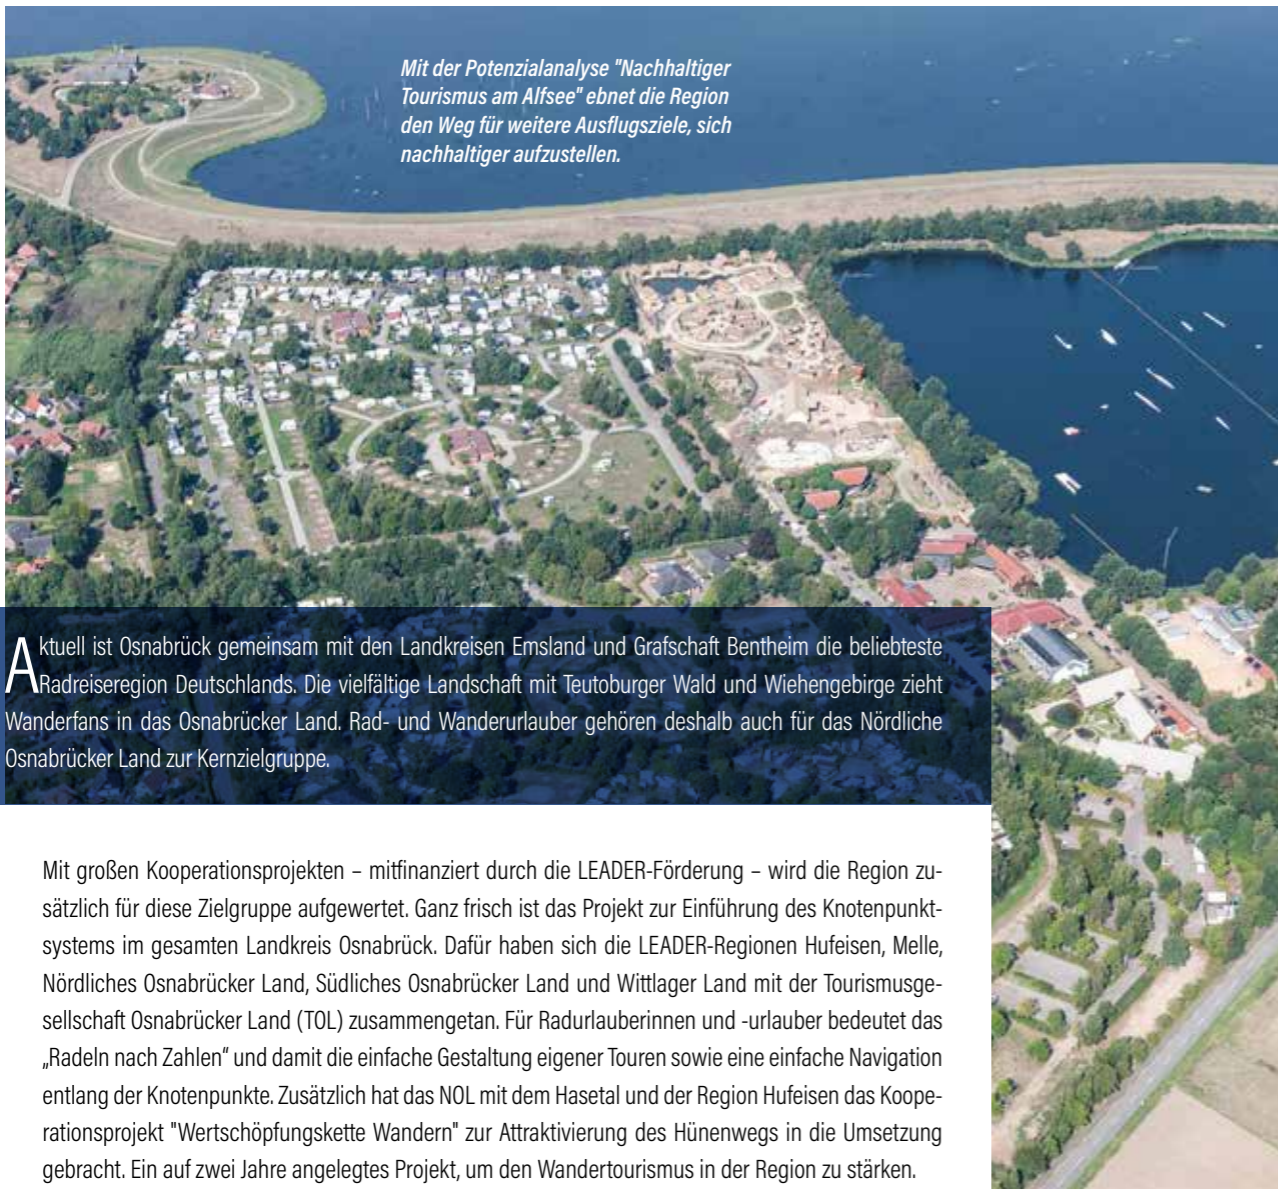 Mit der Potenzialanalyse "Nachhaltiger
Tourismus am Alfsee" ebnet die Region
den Weg für weitere Ausflugsziele, sich
nachhaltiger aufzustellen.
Aktuell ist Osnabrück gemeinsam mit den Landkreisen Emsland und Grafschaft Bentheim die beliebteste
Radreiseregion Deutschlands. Die vielfältige Landschaft mit Teutoburger Wald und Wiehengebirge zieht
Wanderfans in das Osnabrücker Land. Rad- und Wanderurlauber gehören deshalb auch für das Nördliche
Osnabrücker Land zur Kernzielgruppe.
Mit großen Kooperationsprojekten – mitfinanziert durch die LEADER-Förderung – wird die Region zu-
sätzlich für diese Zielgruppe aufgewertet. Ganz frisch ist das Projekt zur Einführung des Knotenpunkt-
systems im gesamten Landkreis Osnabrück. Dafür haben sich die LEADER-Regionen Hufeisen, Melle,
Nördliches Osnabrücker Land, Südliches Osnabrücker Land und Wittlager Land mit der Tourismusge-
sellschaft Osnabrücker Land (TOL) zusammengetan. Für Radurlauberinnen und -urlauber bedeutet das
„Radeln nach Zahlen“ und damit die einfache Gestaltung eigener Touren sowie eine einfache Navigation
entlang der Knotenpunkte. Zusätzlich hat das NOL mit dem Hasetal und der Region Hufeisen das Koope-
rationsprojekt "Wertschöpfungskette Wandern" zur Attraktivierung des Hünenwegs in die Umsetzung
gebracht. Ein auf zwei Jahre angelegtes Projekt, um den Wandertourismus in der Region zu stärken.